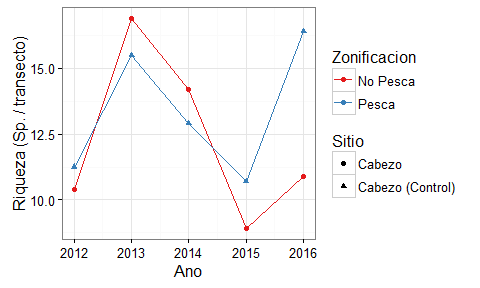 Riqueza (Sp. / transecto)
15.0
12.5
10.0
2012 2013 2014 2015 2016
Ano
Zonificacion
No Pesca
Pesca
Sitio
Cabezo
Cabezo (Control)